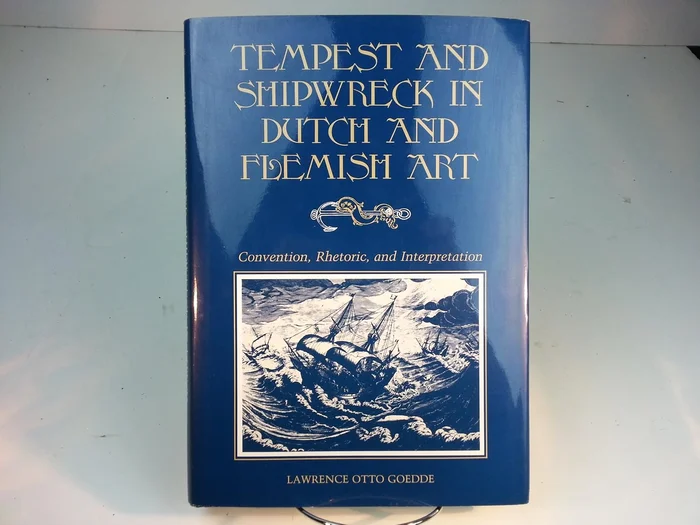 TEMPEST AND
SHIPWRECK IN
DUTCH AND
FLEMISH ART
Convention, Rhetoric, and Interpretation
LAWRENCE OTTO GOEDDE